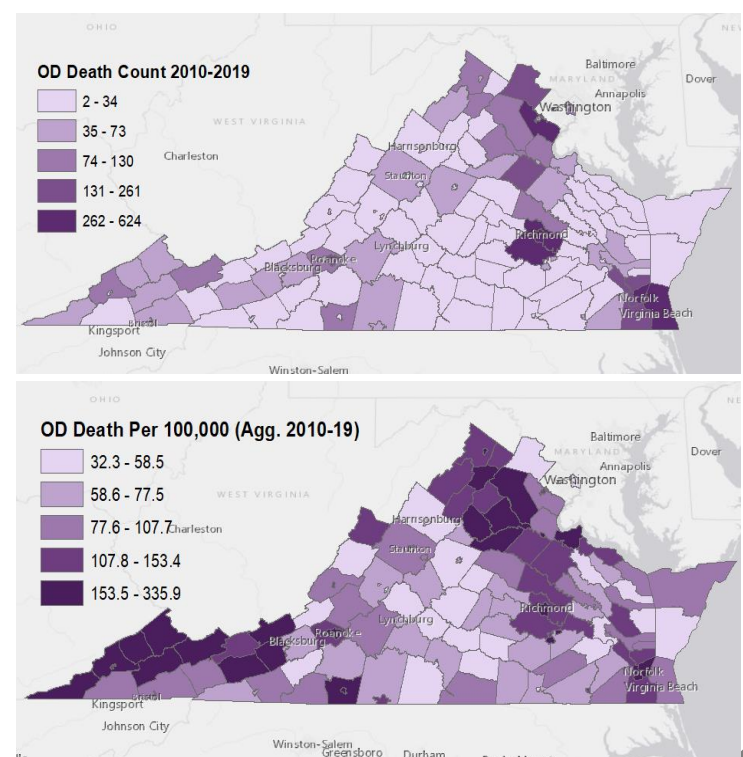 OHIO
NEW
OD Death Count 2010-2019
Baltimore
MARYLAND
Dover
2 - 34
Annapolis
Washington
35 - 73
WEST VIRGINIA
74 - 130
Harrisonburg
Charleston
131 - 261
Staunton
262 - 624
Richmond
Lynchburg
Roanoke
Blacksburg
Norfolk
Virginia Beach
Bristol
Kingsport
Johnson City
Winston-Salem
OHIO
NE
OD Death Per 100,000 (Agg. 2010-19)
Baltimore
MARYLAND
Dover
32.3 - 58.5
Annapolis
Washington
58.6 - 77.5
WEST VIRGINIA
77.6 - 107.7
Charleston
Harrisonburg
107.8 - 153.4
Staunton
153.5 - 335.9
Richmond
Lynchburg
Roanoke
Blacksburg
Norfolk
Virginia Beach
Bristol
Kingsport
Johnson City
Winston-Salem
Greensboro
Durham